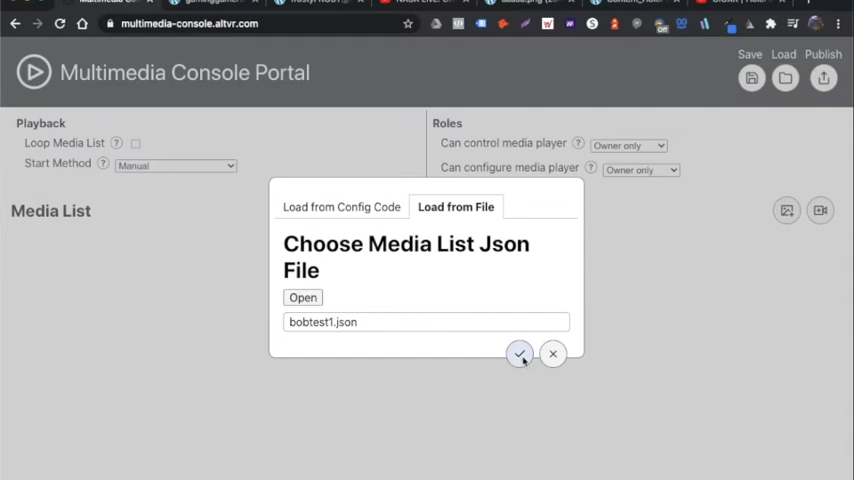 multimedia-console.altvr.com
Multimedia Console Portal
Save Load Publish
Playback
Loop Media List ?
Start Method ? Manual
Roles
Can control media player ? Owner only
Can configure media player ? Owner only
Media List
Load from Config Code Load from File
Choose Media List Json
File
Open
bobtest1.json